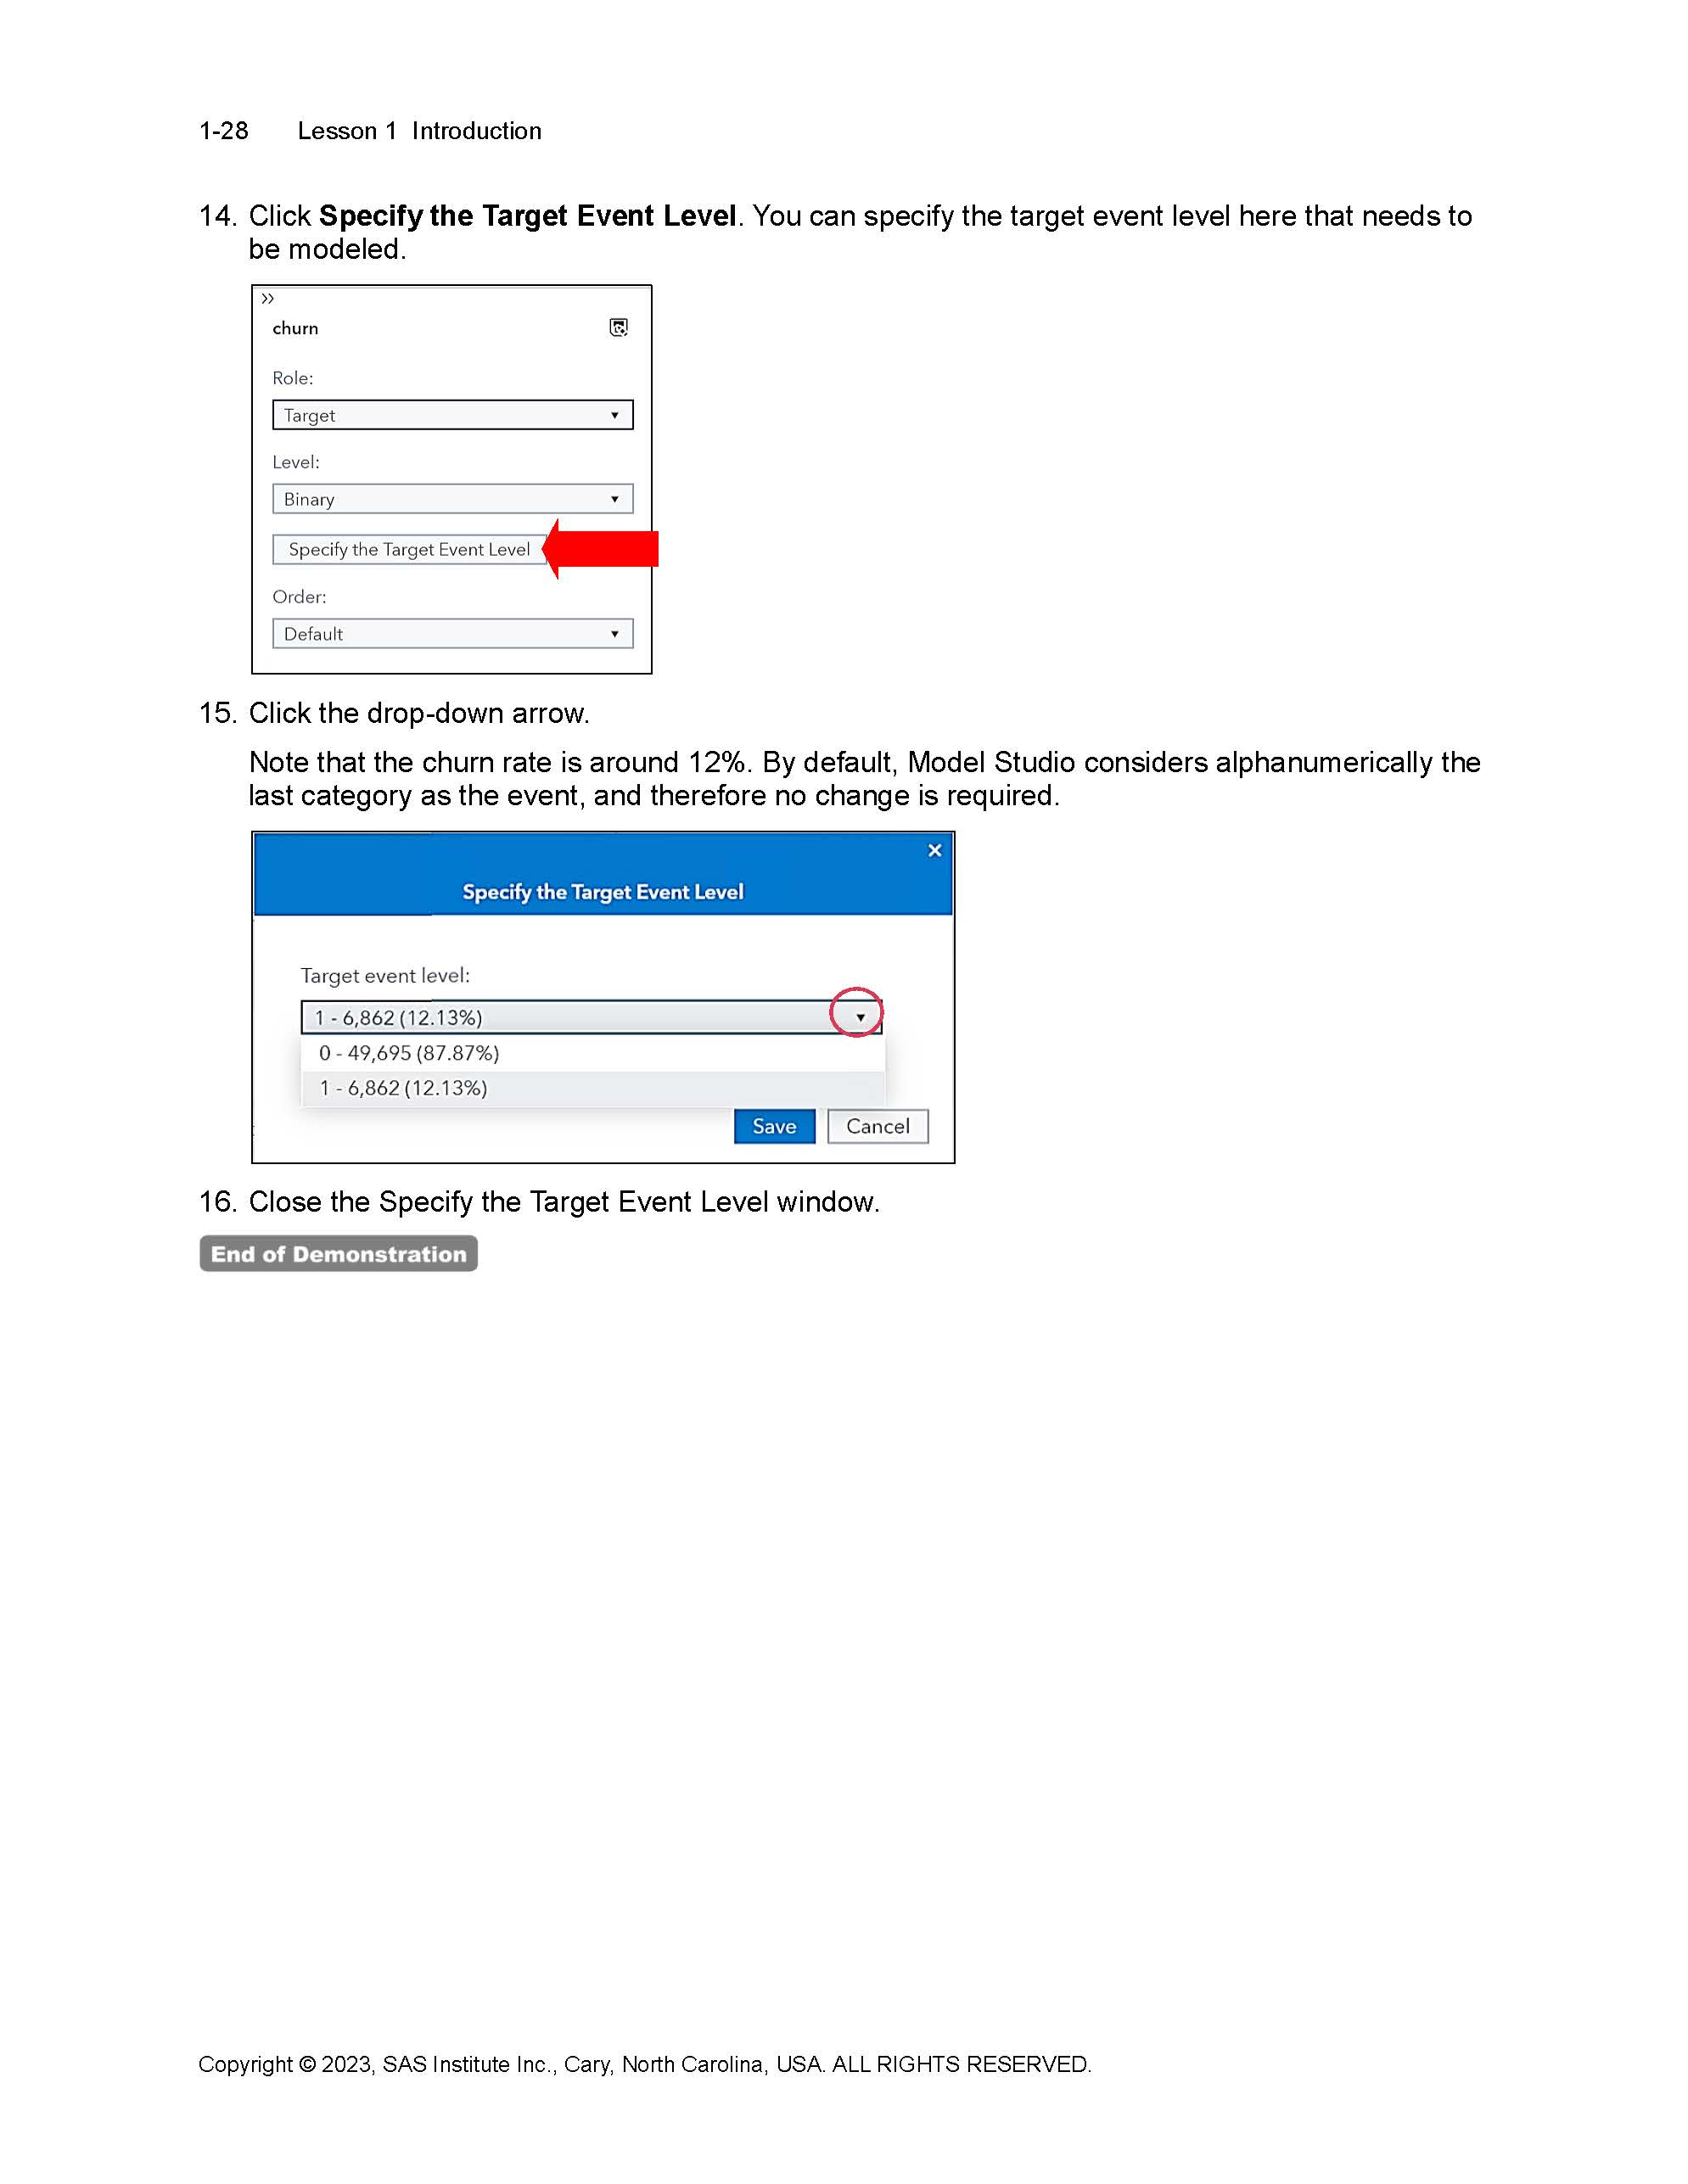 1-28 Lesson 1 Introduction
14. Click Specify the Target Event Level. You can specify the target event level here that needs to
be modeled.
churn
Role:
Target
Level:
Binary
Specify the Target Event Level
Order:
Default
15. Click the drop-down arrow.
Note that the churn rate is around 12%. By default, Model Studio considers alphanumerically the
last category as the event, and therefore no change is required.
Specify the Target Event Level
Target event level:
1 - 6,862 (12.13%)
0 - 49,695 (87.87%)
1 - 6,862 (12.13%)
Save Cancel
16. Close the Specify the Target Event Level window.
End of Demonstration
Copyright © 2023, SAS Institute Inc., Cary, North Carolina, USA. ALL RIGHTS RESERVED.